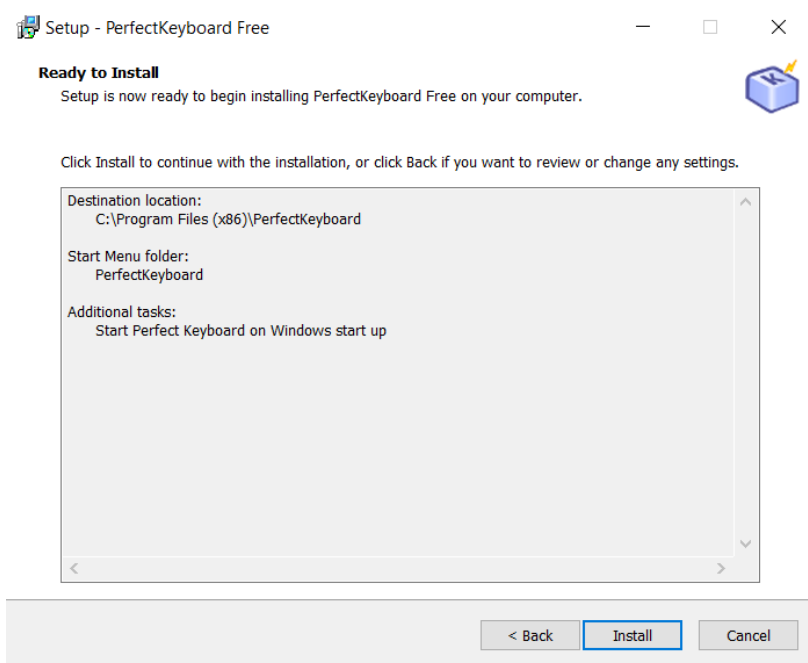 Setup - PerfectKeyboard Free
Ready to Install
Setup is now ready to begin installing PerfectKeyboard Free on your computer.
K
Click Install to continue with the installation, or click Back if you want to review or change any settings.
Destination location:
C:\Program Files (x86)\PerfectKeyboard
Start Menu folder:
PerfectKeyboard
Additional tasks:
Start Perfect Keyboard on Windows start up
< Back
Install
Cancel